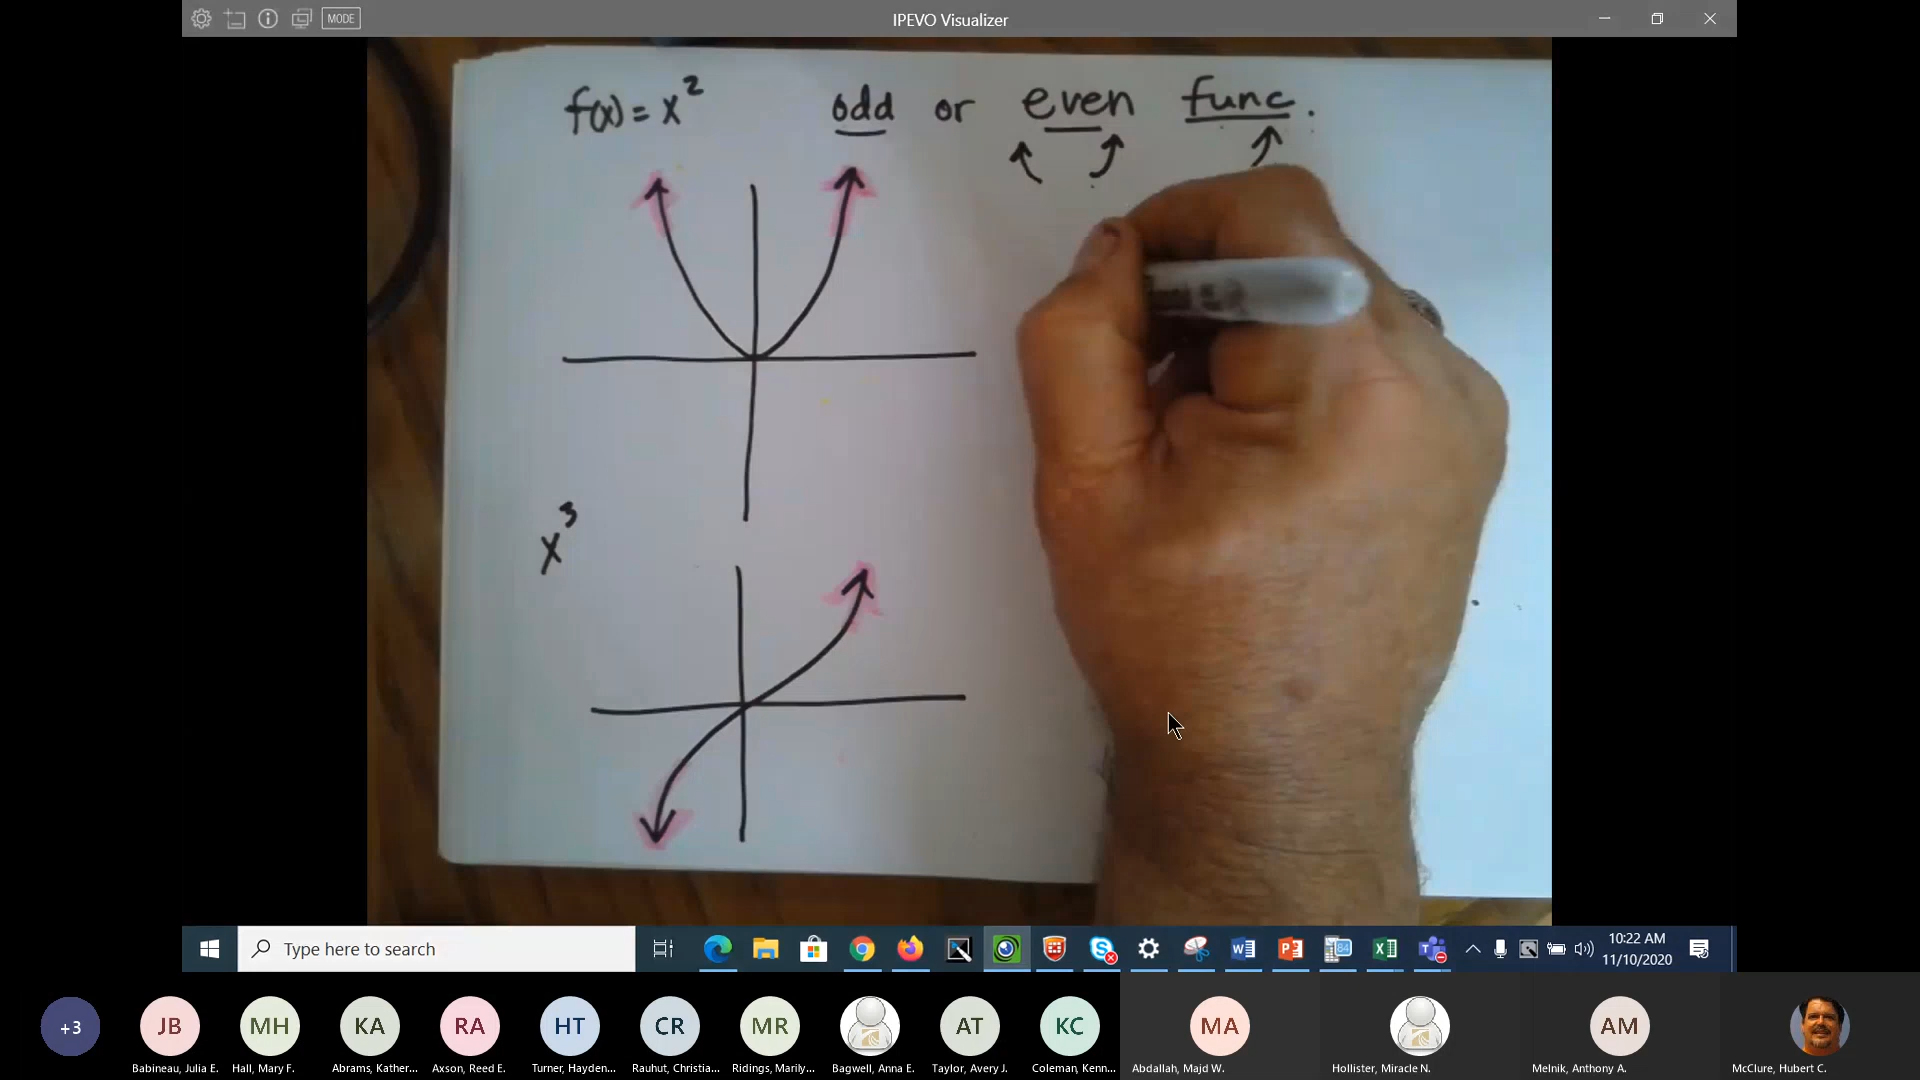 MODE
IPEVO Visualizer
f(x) = x² odd or even func.
x³
Type here to search
84
10:22 AM
11/10/2020
+3
JB
MH
KA
RA
HT
CR
MR
AT
KC
MA
AM
Babineau, Julia E.
Hall, Mary F.
Abrams, Kather...
Axson, Reed E.
Turner, Hayden...
Rauhut, Christia...
Ridings, Marily...
Bagwell, Anna E.
Taylor, Avery J.
Coleman, Kenn...
Abdallah, Majd W.
Hollister, Miracle N.
Melnik, Anthony A.
McClure, Hubert C.